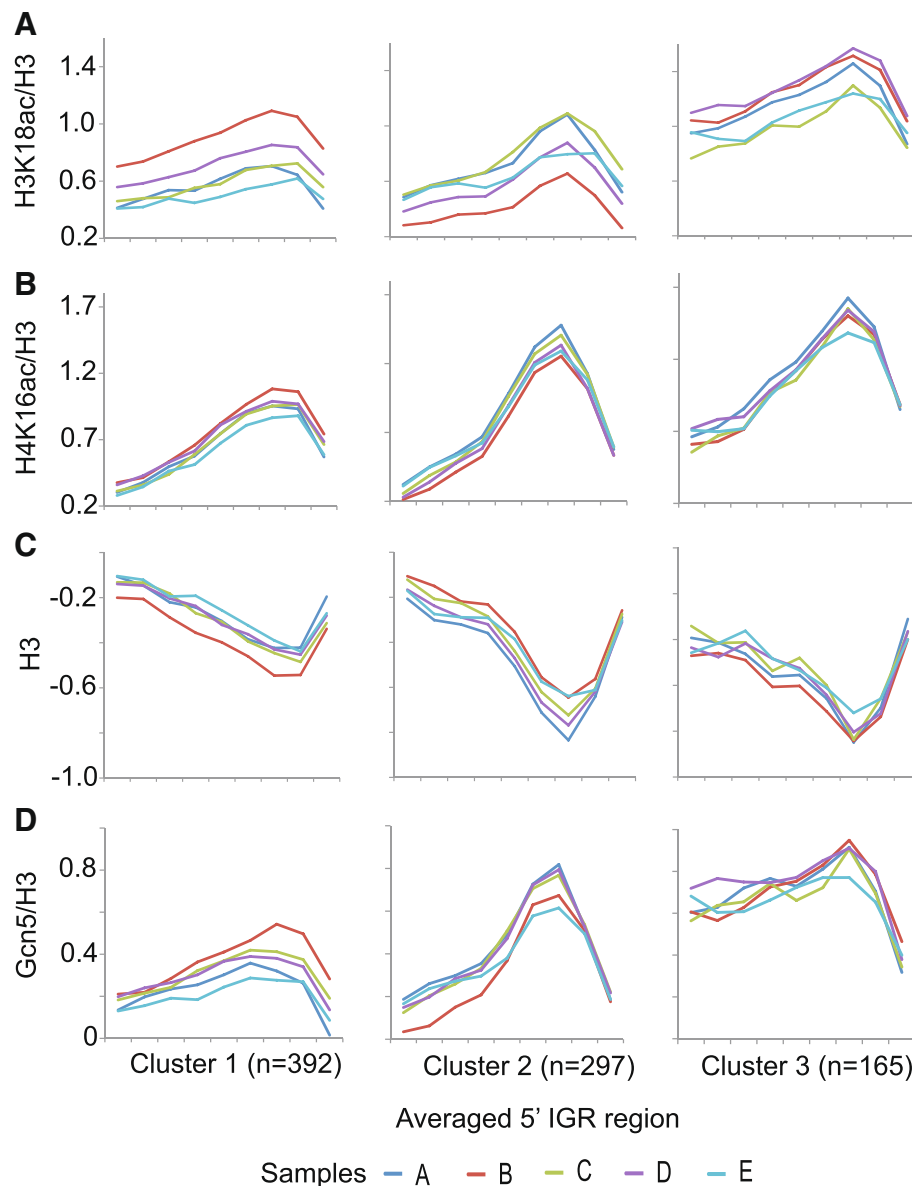 A
H3K18ac/H3
1.4
1.0
0.6
0.2
B
H4K16ac/H3
1.7
1.2
0.7
0.2
C
H3
-0.2
-0.6
-1.0
D
Gcn5/H3
0.8
0.4
0
Cluster 1 (n=392)
Cluster 2 (n=297)
Cluster 3 (n=165)
Averaged 5' IGR region
Samples A B C D E